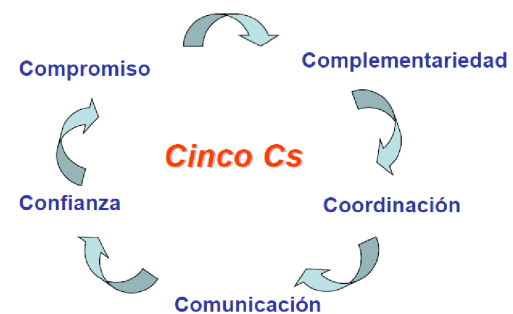 Compromiso
Complementariedad
Cinco Cs
Confianza
Coordinación
Comunicación